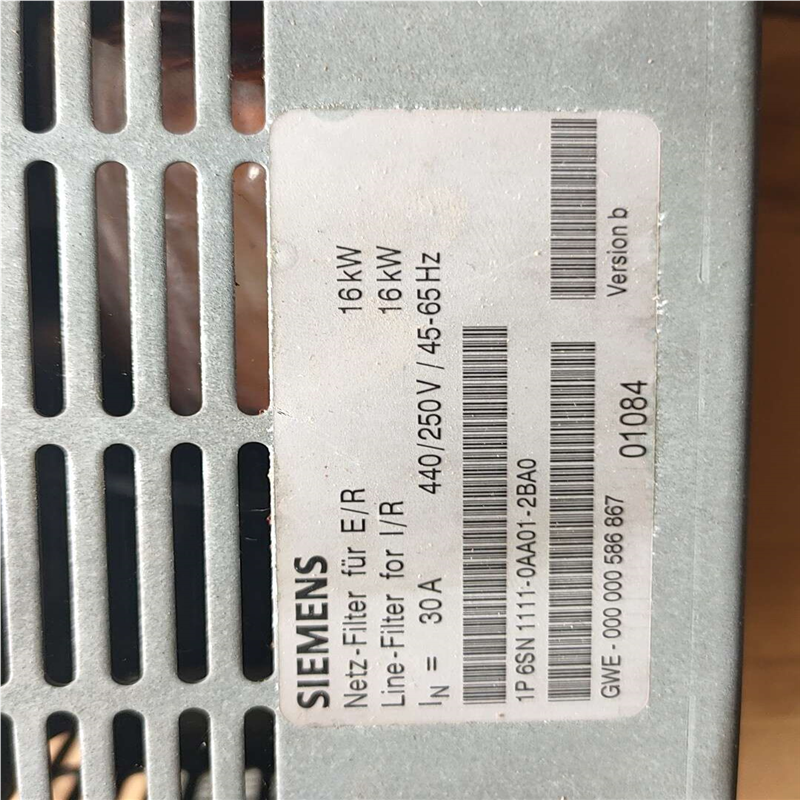 SIEMENS
Netz-Filter für E/R 16 kW
Line-Filter for I/R 16 kW
IN = 30 A 440/250 V / 45-65 Hz
1P 6SN 1111-0AA01-2BA0
GWE - 000 000 586 867 01084 Version b